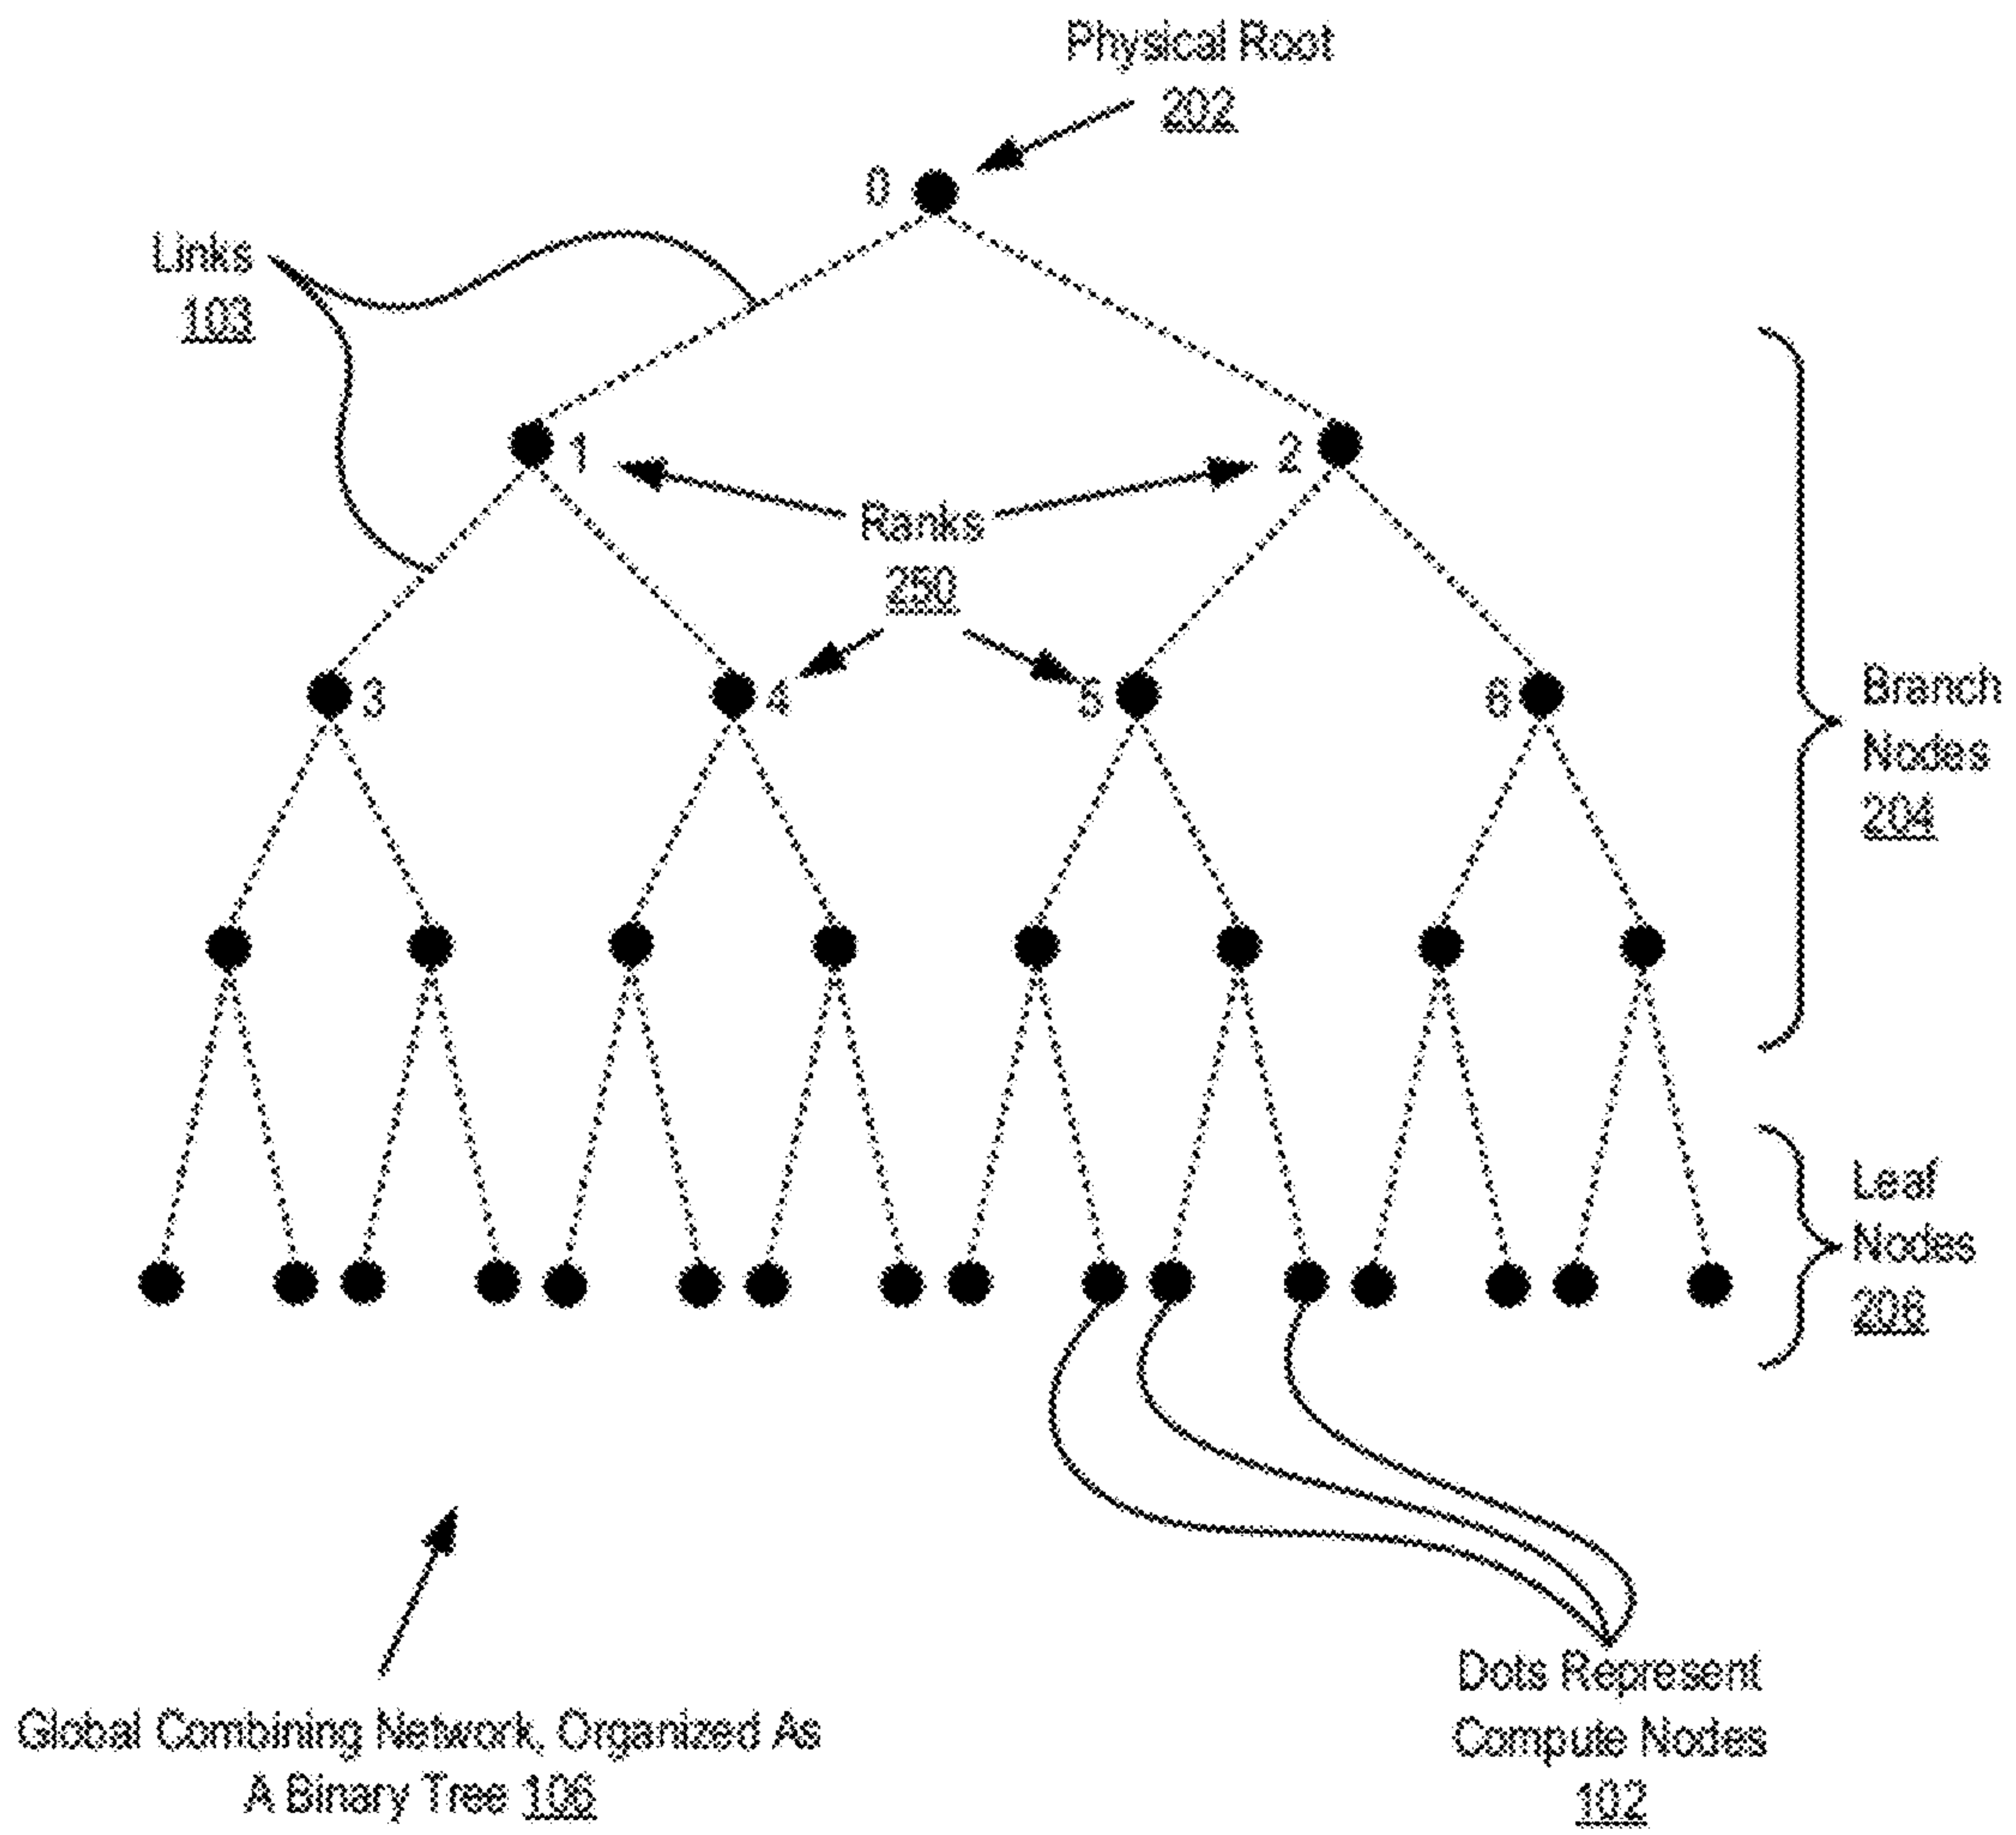 Physical Root
202
0
Links
103
1
2
Ranks
250
3
4
5
6
Branch
Nodes
204
Leaf
Nodes
206
Dots Represent
Compute Nodes
102
Global Combining Network, Organized As
A Binary Tree 106